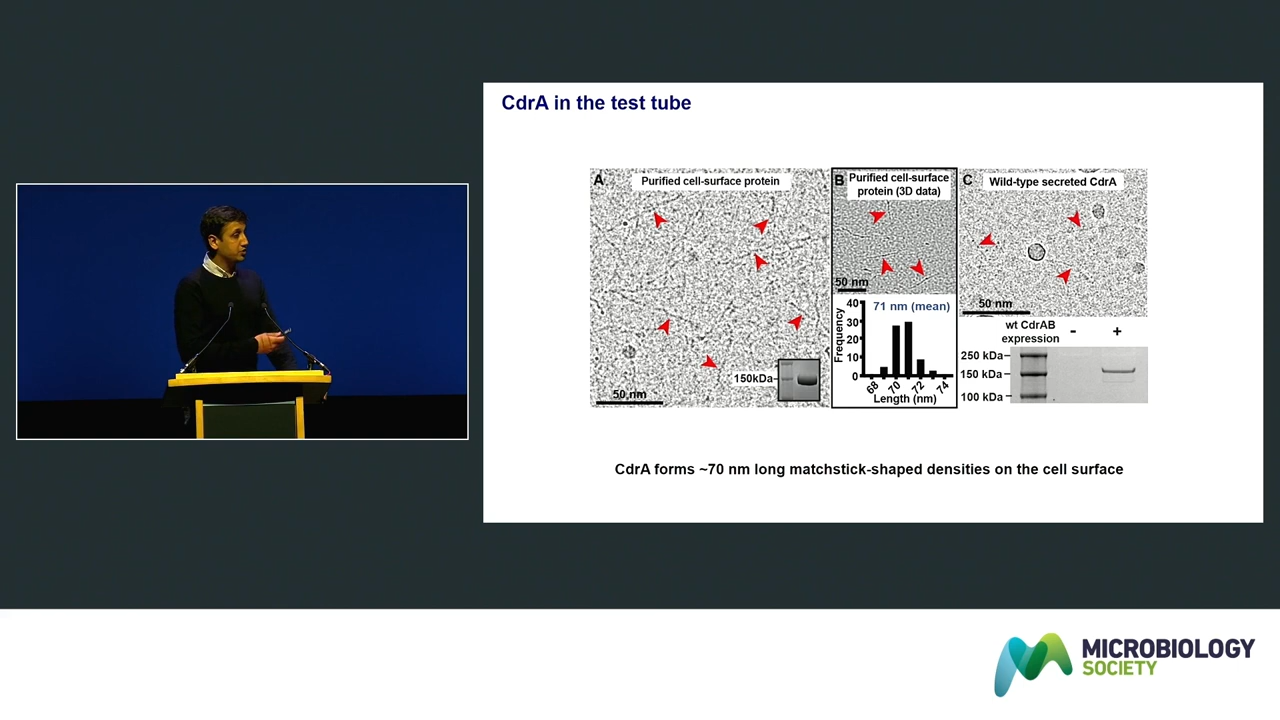 CdrA in the test tube
A
Purified cell-surface protein
150kDa
50 nm
B
Purified cell-surface
protein (3D data)
50 nm
71 nm (mean)
Frequency
40
30
20
10
0
68
70
72
74
Length (nm)
C
Wild-type secreted CdrA
50 nm
wt CdrAB
expression
- +
250 kDa
150 kDa
100 kDa
CdrA forms ~70 nm long matchstick-shaped densities on the cell surface
MICROBIOLOGY
SOCIETY